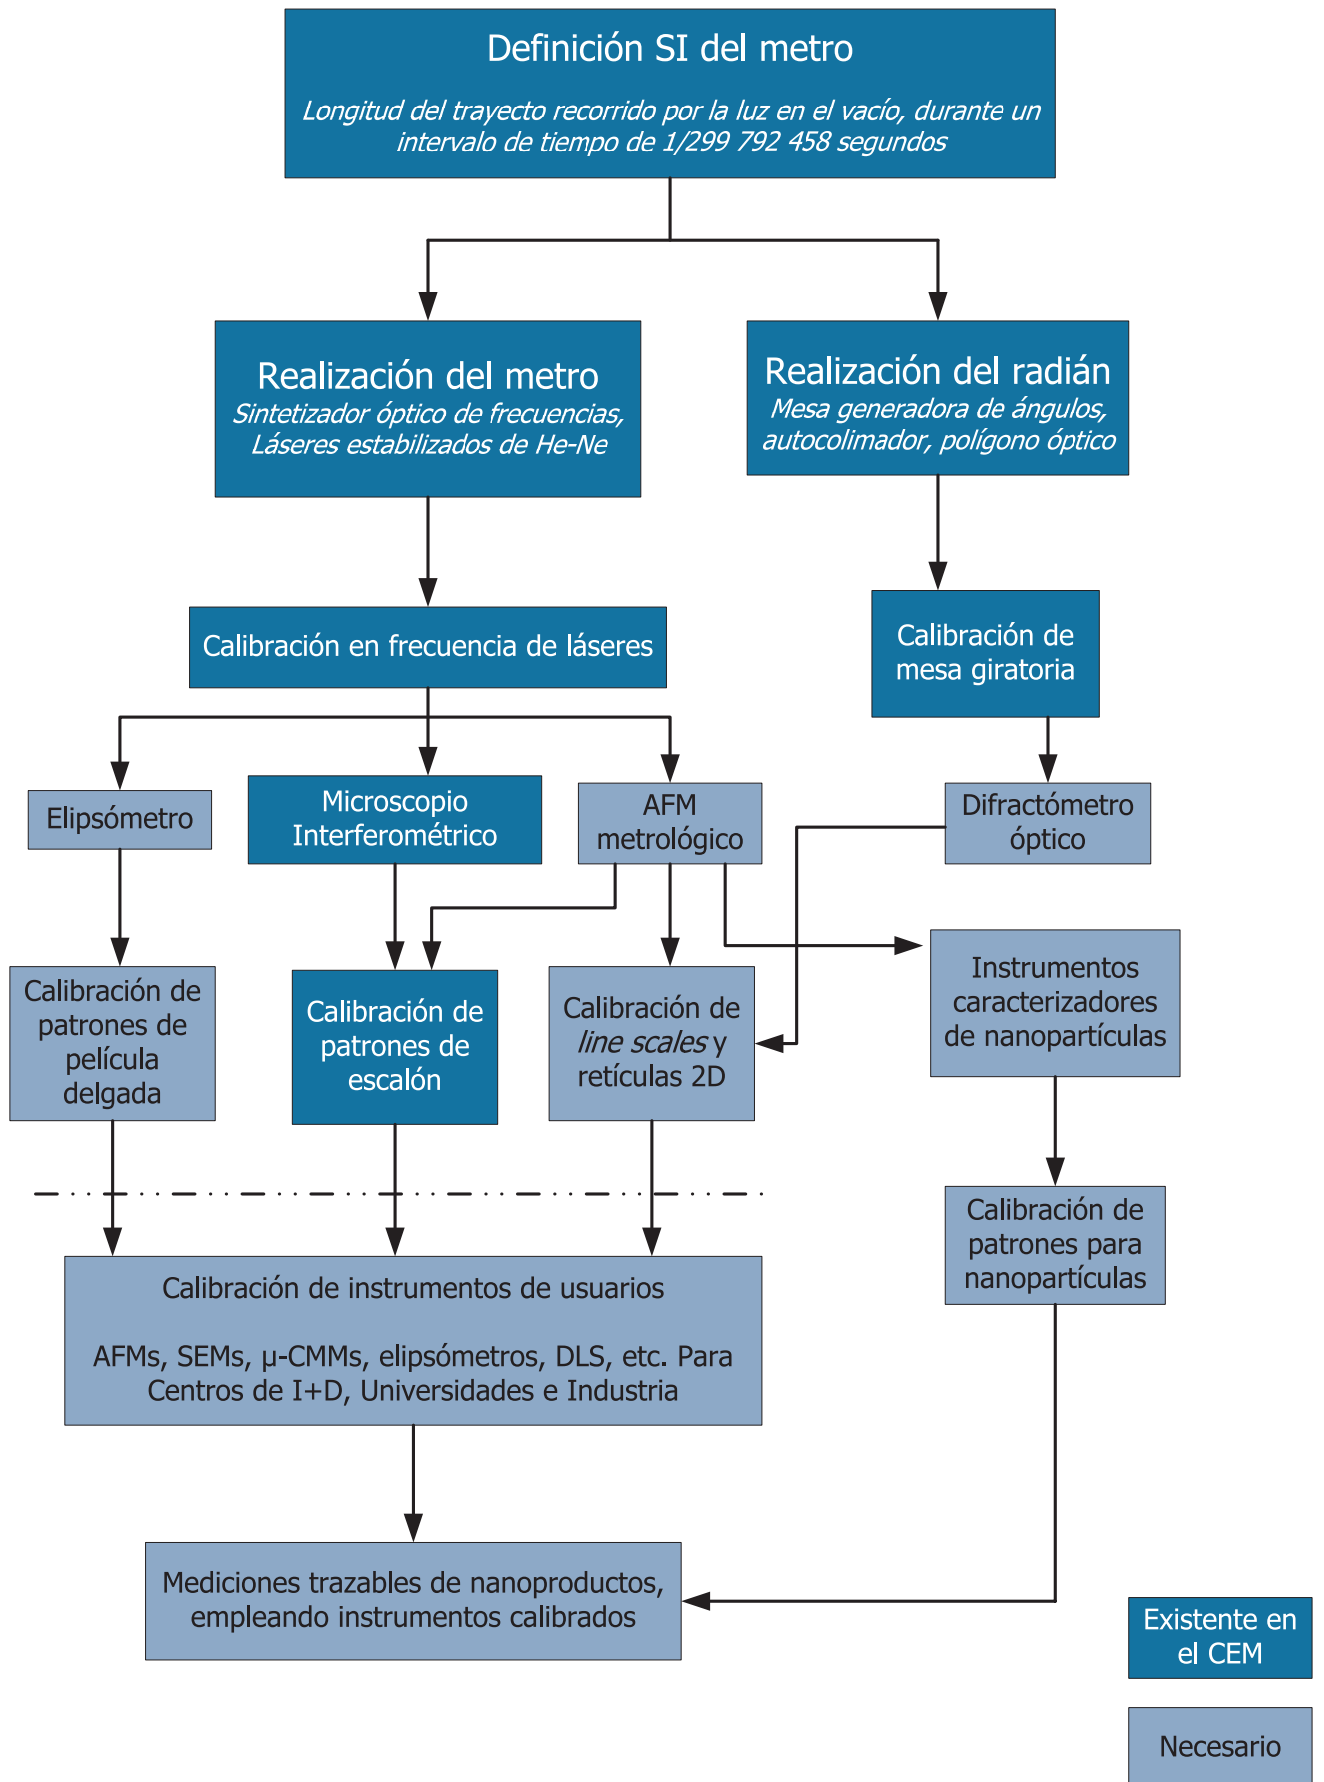 Definición SI del metro
Longitud del trayecto recorrido por la luz en el vacío, durante un
intervalo de tiempo de 1/299 792 458 segundos
Realización del metro
Sintetizador óptico de frecuencias,
Láseres estabilizados de He-Ne
Realización del radián
Mesa generadora de ángulos,
autocolimador, polígono óptico
Calibración en frecuencia de láseres
Calibración de
mesa giratoria
Elipsómetro
Microscopio
Interferométrico
AFM
metrológico
Difractómetro
óptico
Calibración de
patrones de
película
delgada
Calibración de
patrones de
escalón
Calibración de
line scales y
retículas 2D
Instrumentos
caracterizadores
de nanopartículas
Calibración de
patrones para
nanopartículas
Calibración de instrumentos de usuarios
AFMs, SEMs, µ-CMMs, elipsómetros, DLS, etc. Para
Centros de I+D, Universidades e Industria
Mediciones trazables de nanoproductos,
empleando instrumentos calibrados
Existente en
el CEM
Necesario